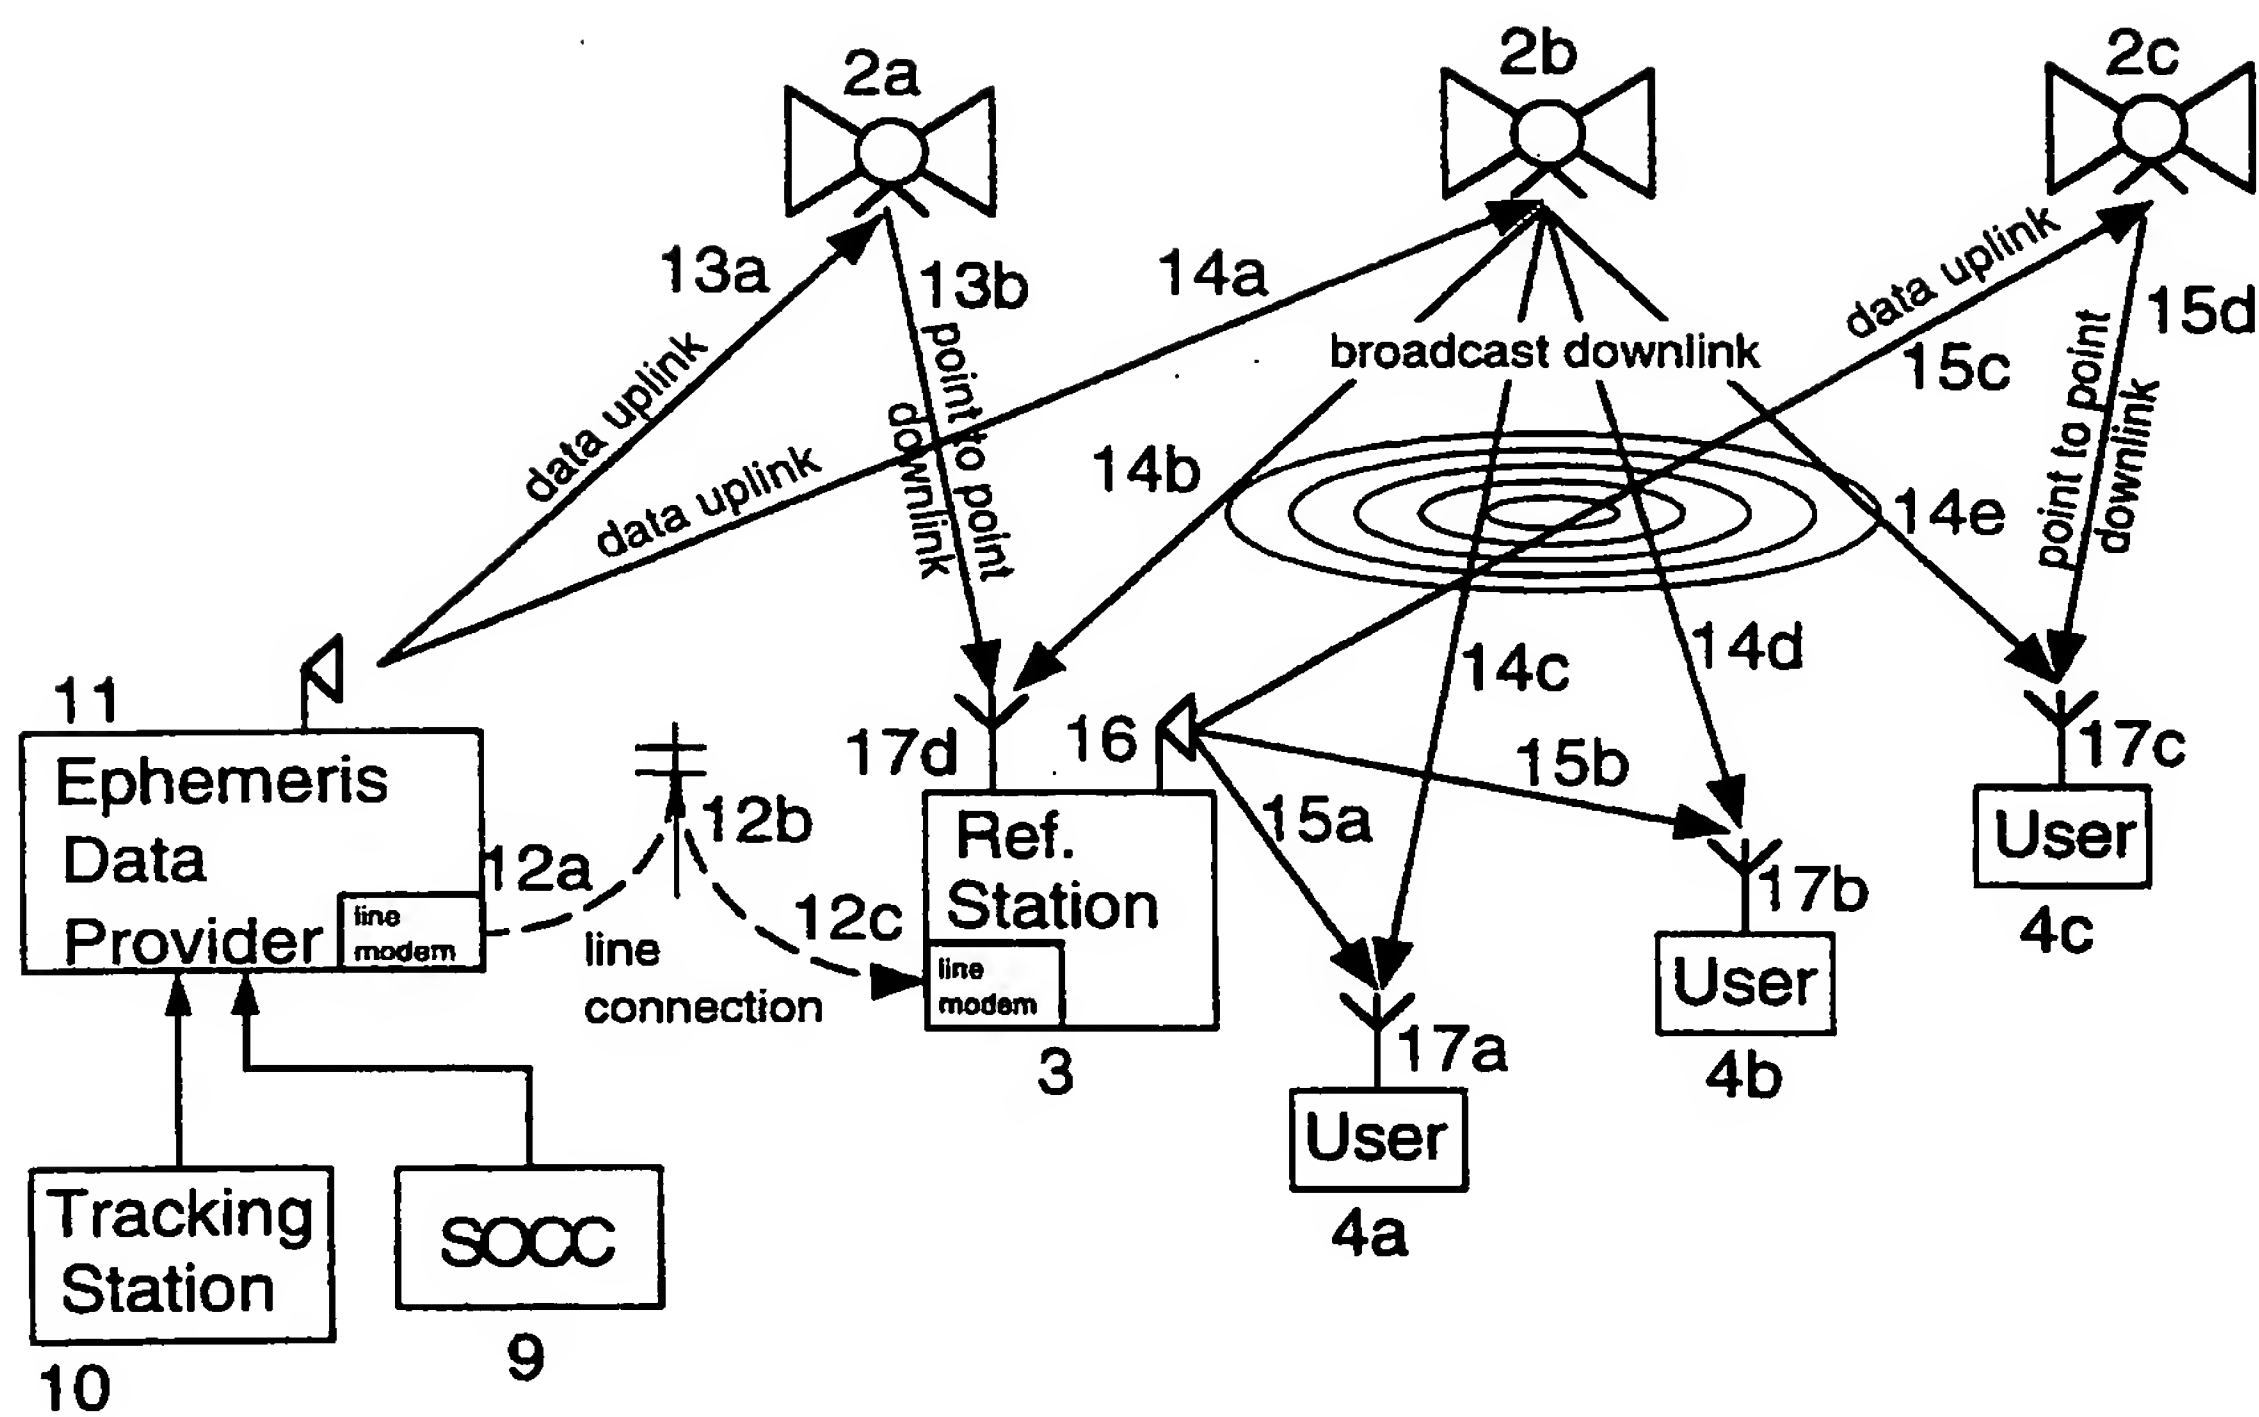 2a
2b
2c
13a
13b
14a
data uplink
15d
15c
broadcast downlink
data uplink
point to point
downlink
point to point
downlink
data uplink
14b
14e
14c
14d
11
17d
16
15b
17c
Ephemeris
Data
Provider
line
modem
12a
12b
12c
line
connection
Ref.
Station
line
modem
15a
User
4c
17b
User
4b
3
17a
User
4a
Tracking
Station
10
SOCC
9